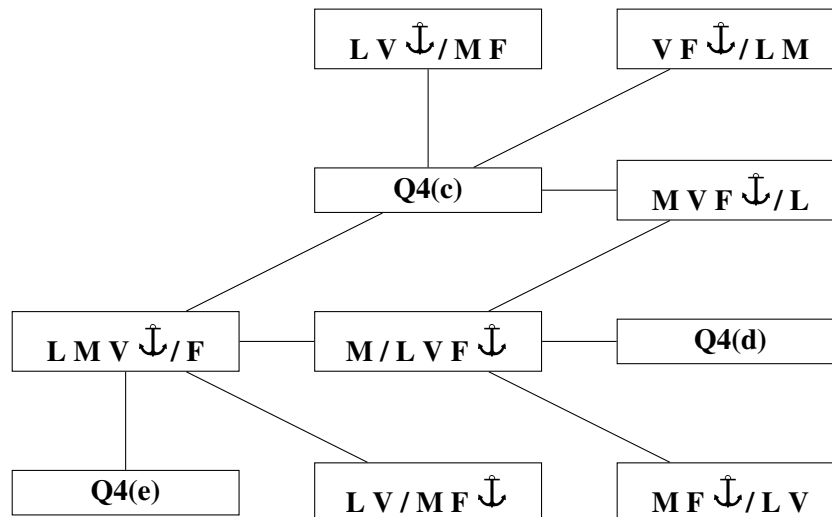 L V ⚓ / M F
V F ⚓ / L M
Q4(c)
M V F ⚓ / L
L M V ⚓ / F
M / L V F ⚓
Q4(d)
Q4(e)
L V / M F ⚓
M F ⚓ / L V